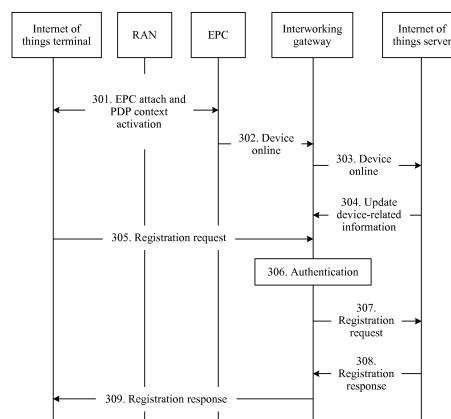 Internet of
things terminal
RAN
EPC
Interworking
gateway
Internet of
things server
301. EPC attach and
PDP context
activation
302. Device
online
303. Device
online
304. Update
device-related
information
305. Registration request
306. Authentication
307.
Registration
request
308.
Registration
response
309. Registration response